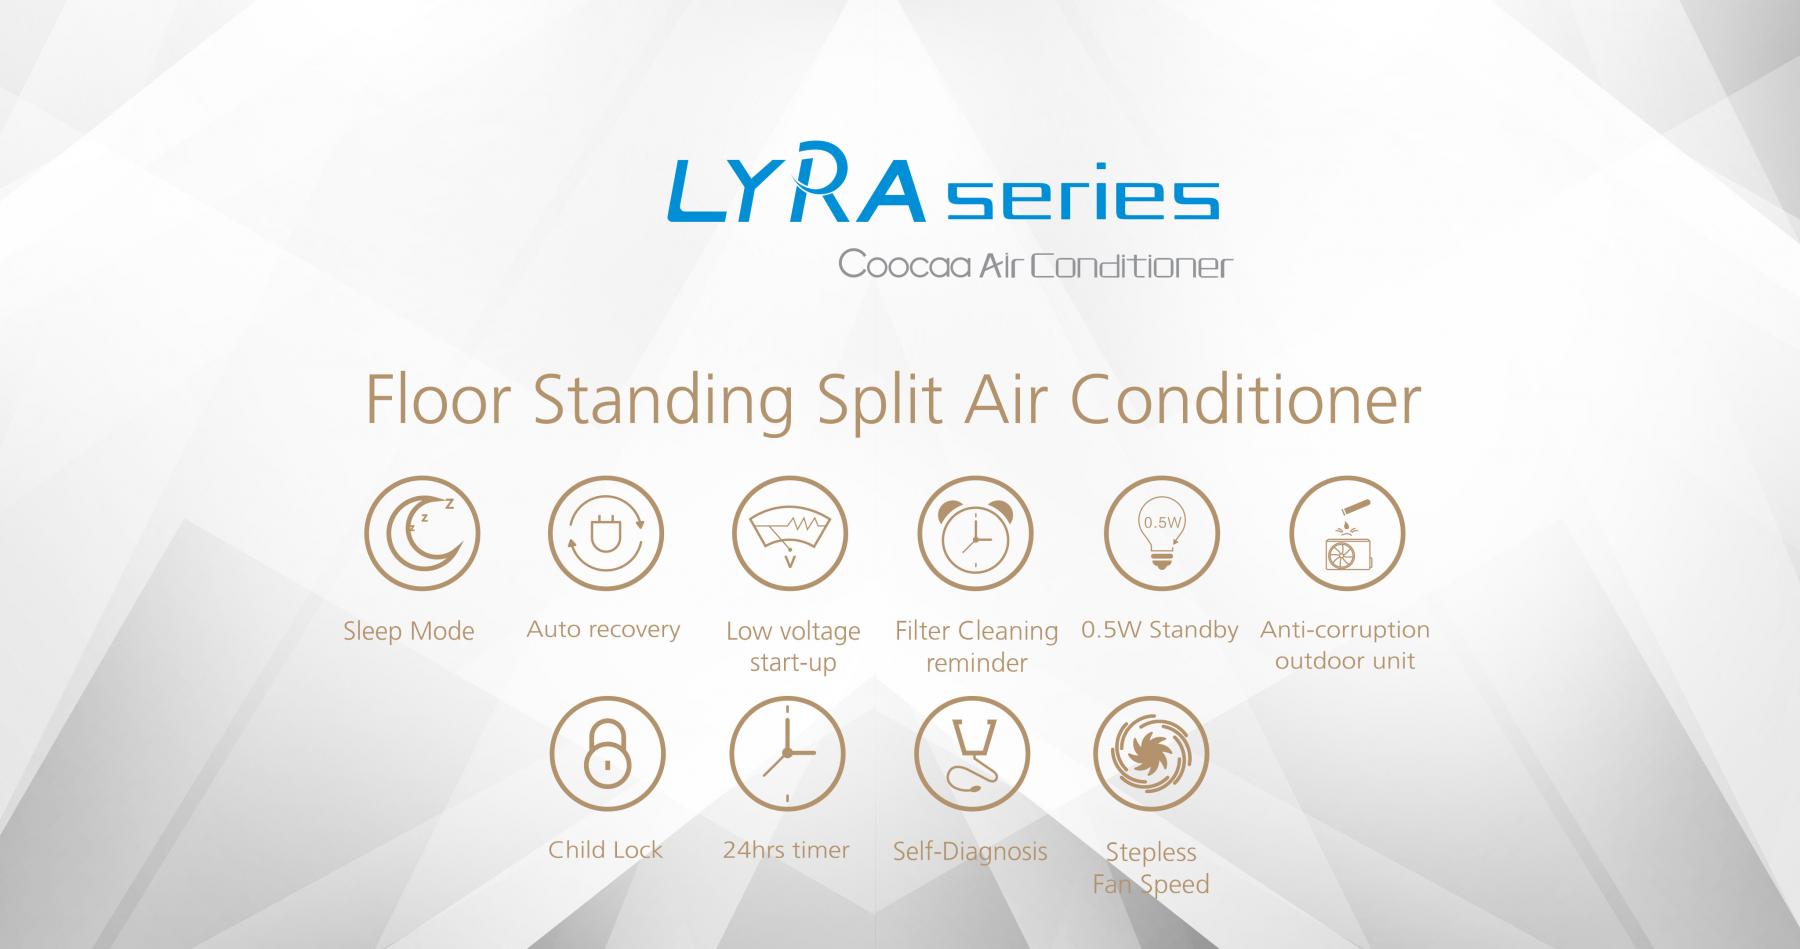 LYRA series
Coocaa Air Conditioner
Floor Standing Split Air Conditioner
z
z
z
V
0.5W
Sleep Mode
Auto recovery
Low voltage
start-up
Filter Cleaning
reminder
0.5W Standby
Anti-corruption
outdoor unit
Child Lock
24hrs timer
Self-Diagnosis
Stepless
Fan Speed